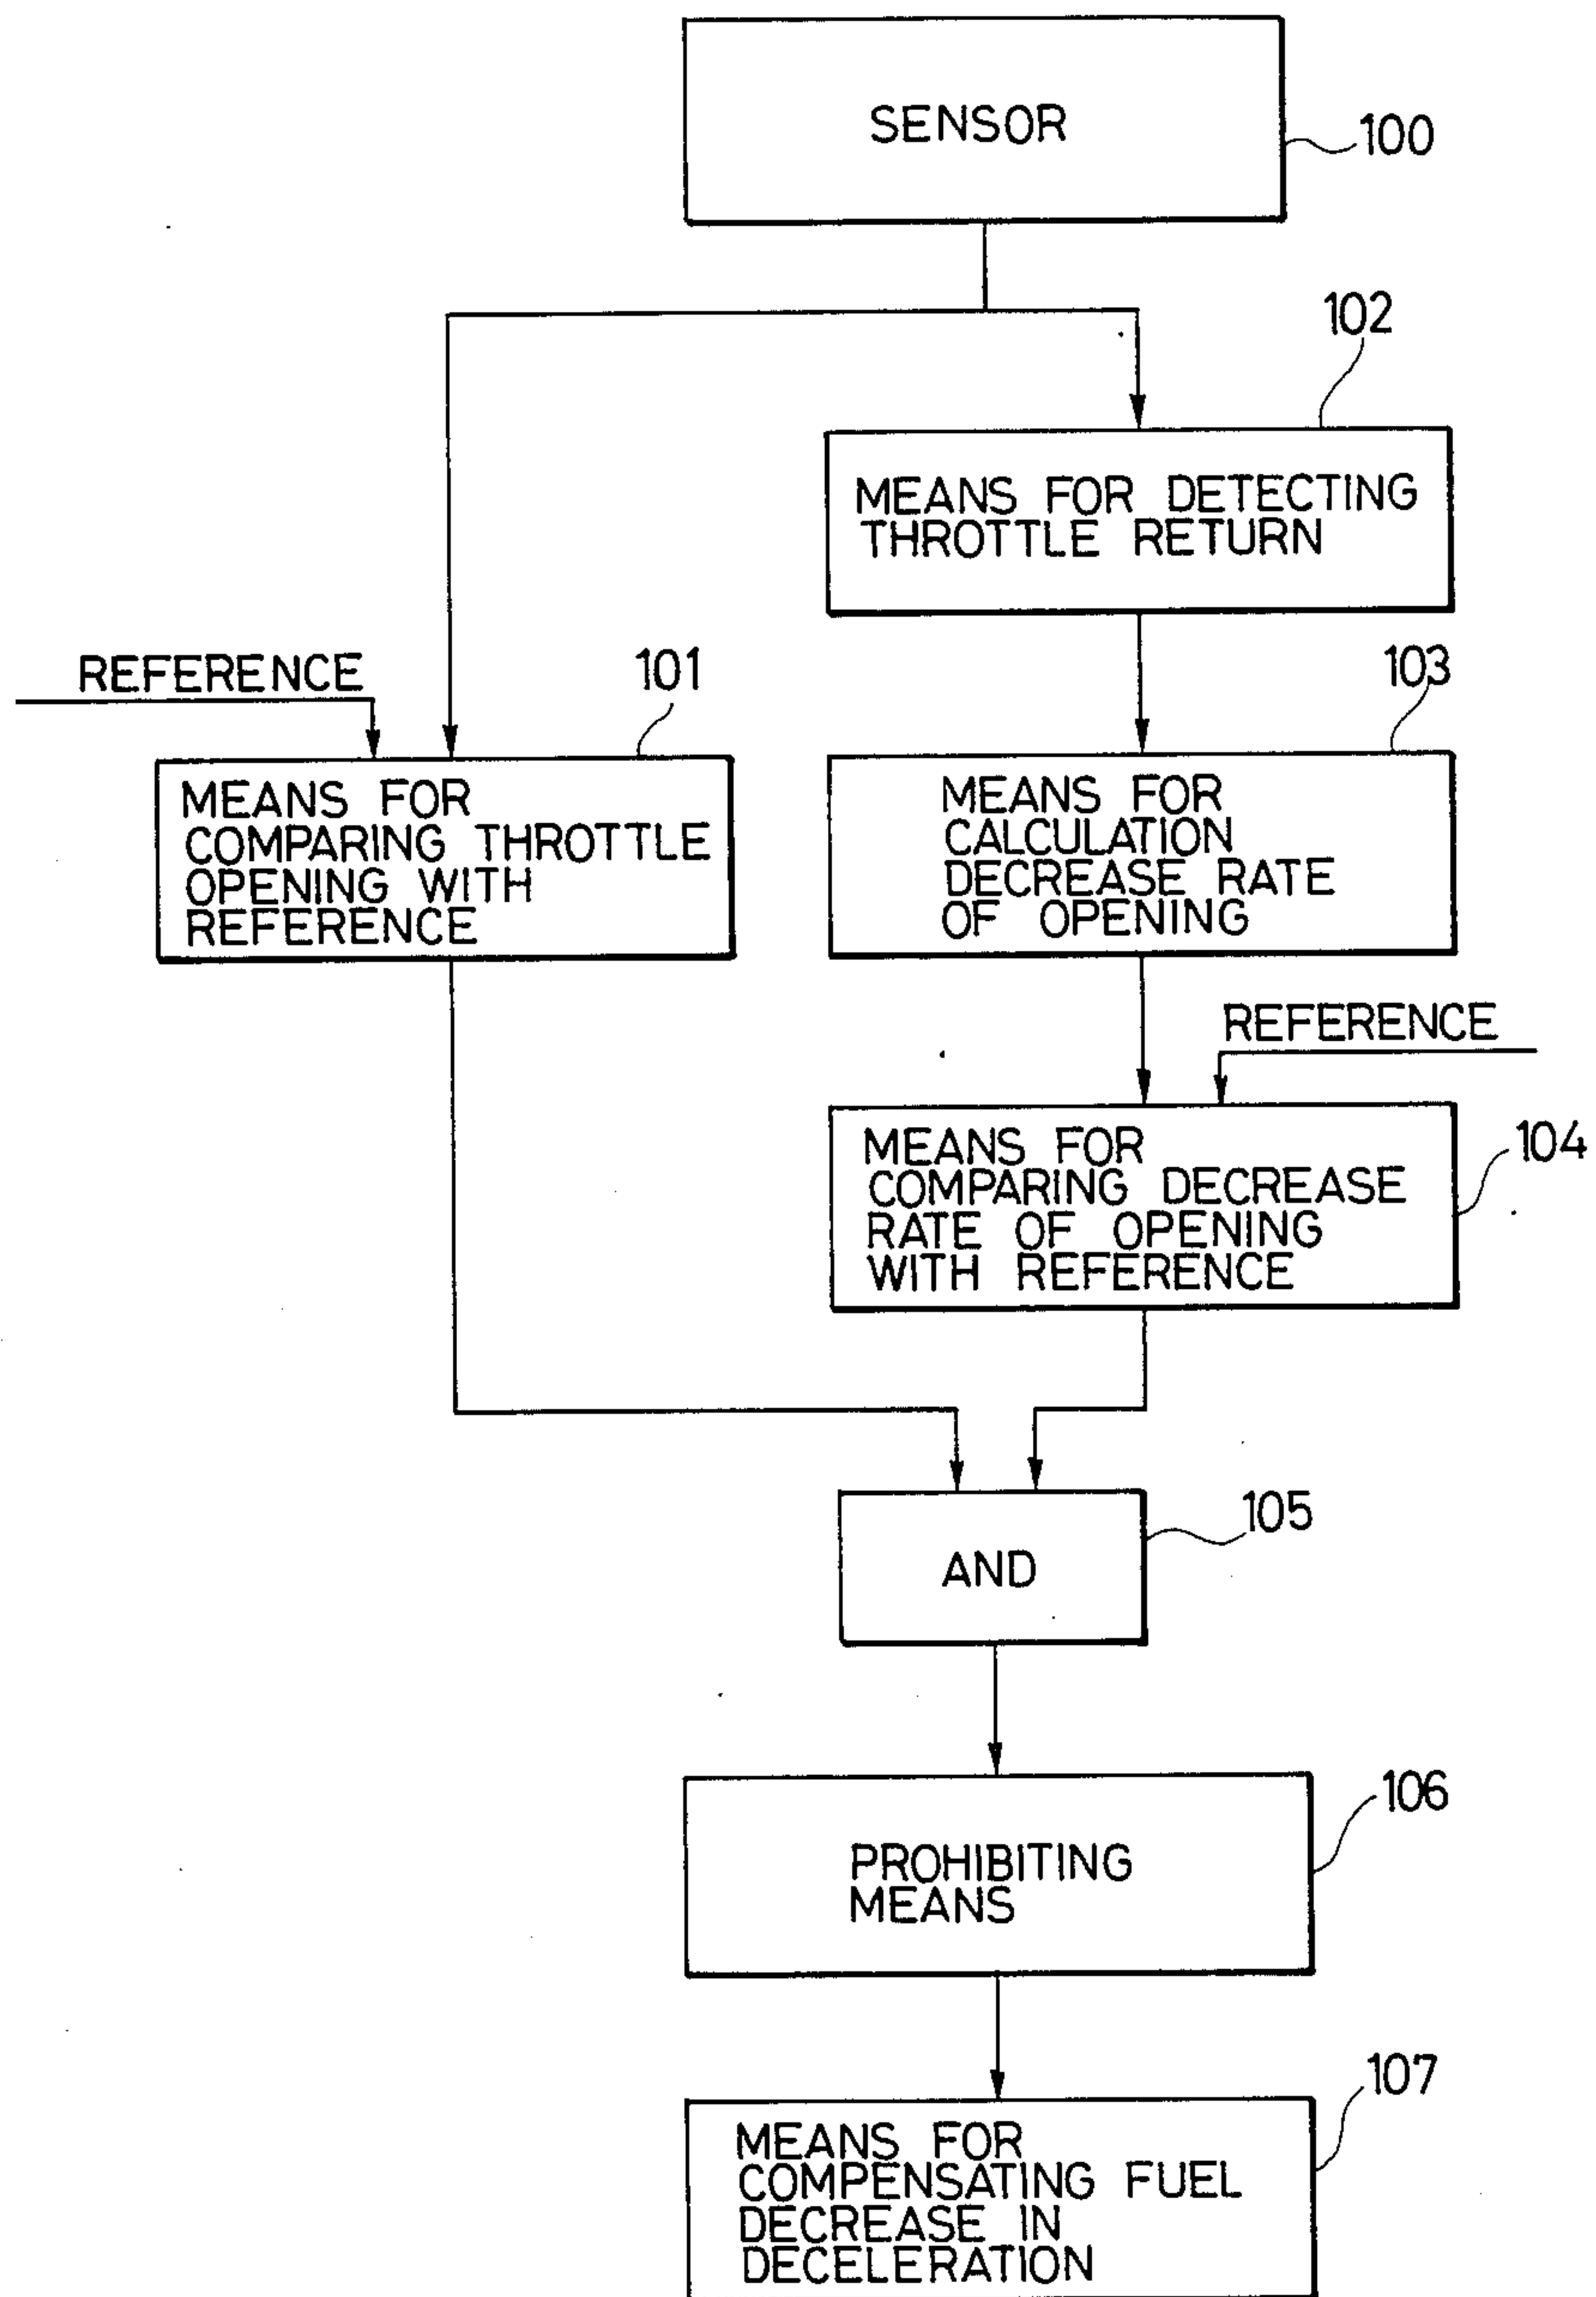 SENSOR
100
102
MEANS FOR DETECTING
THROTTLE RETURN
REFERENCE
101
103
MEANS FOR
COMPARING THROTTLE
OPENING WITH
REFERENCE
MEANS FOR
CALCULATION
DECREASE RATE
OF OPENING
REFERENCE
104
MEANS FOR
COMPARING DECREASE
RATE OF OPENING
WITH REFERENCE
105
AND
106
PROHIBITING
MEANS
107
MEANS FOR
COMPENSATING FUEL
DECREASE IN
DECELERATION